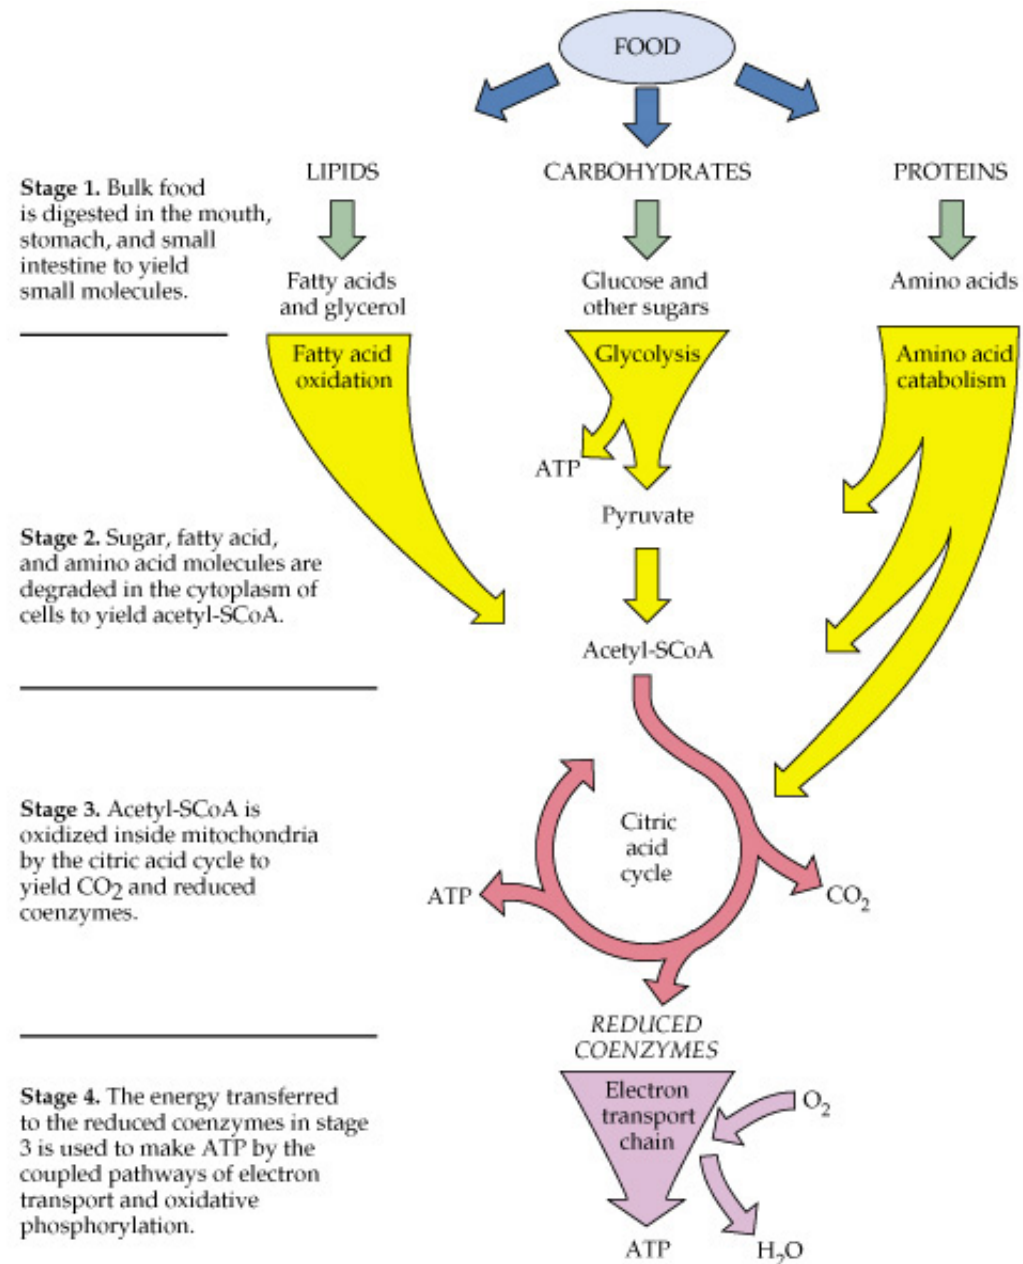 FOOD
LIPIDS
CARBOHYDRATES
PROTEINS
Stage 1. Bulk food
is digested in the mouth,
stomach, and small
intestine to yield
small molecules.
Fatty acids
and glycerol
Glucose and
other sugars
Amino acids
Fatty acid
oxidation
Glycolysis
Amino acid
catabolism
ATP
Pyruvate
Stage 2. Sugar, fatty acid,
and amino acid molecules are
degraded in the cytoplasm of
cells to yield acetyl-SCoA.
Acetyl-SCoA
Stage 3. Acetyl-SCoA is
oxidized inside mitochondria
by the citric acid cycle to
yield CO₂ and reduced
coenzymes.
Citric
acid
cycle
ATP
CO₂
REDUCED
COENZYMES
Stage 4. The energy transferred
to the reduced coenzymes in stage
3 is used to make ATP by the
coupled pathways of electron
transport and oxidative
phosphorylation.
Electron
transport
chain
O₂
ATP
H₂O